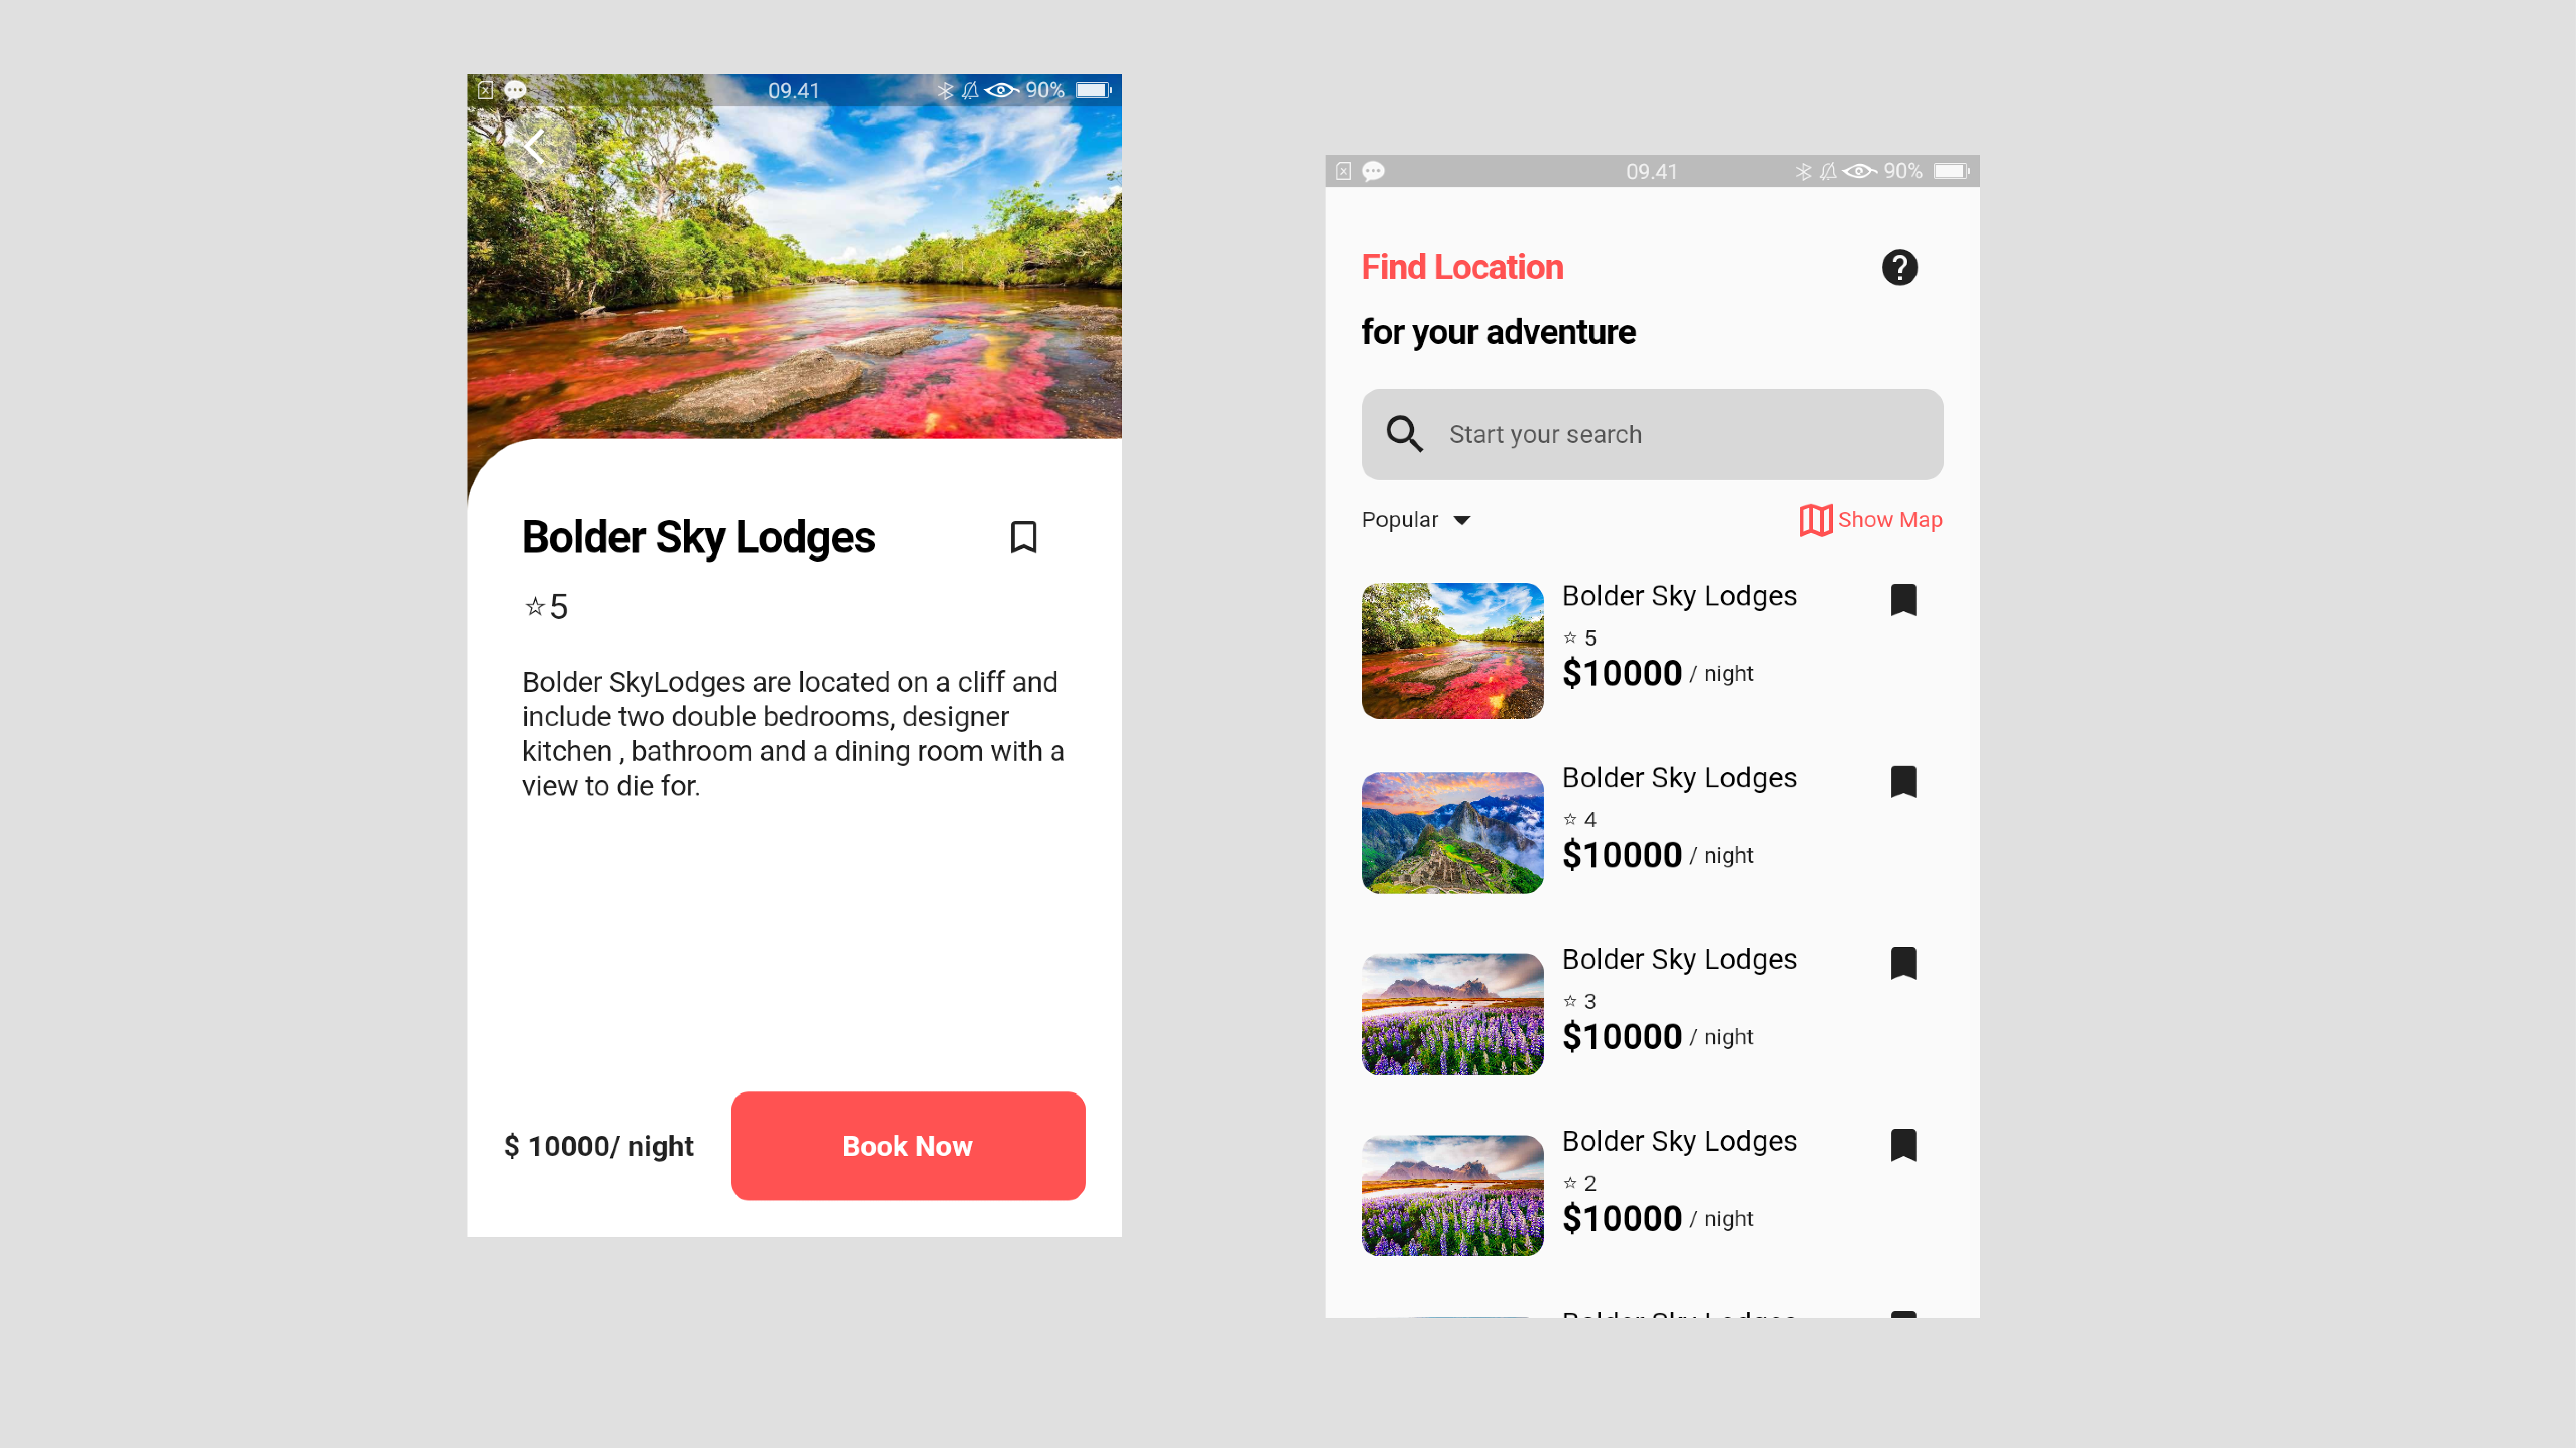 09.41
90%
Bolder Sky Lodges
☆5
Bolder SkyLodges are located on a cliff and
include two double bedrooms, designer
kitchen , bathroom and a dining room with a
view to die for.
$ 10000/ night
Book Now
09.41
90%
Find Location
for your adventure
Start your search
Popular
Show Map
Bolder Sky Lodges
☆ 5
$10000 / night
Bolder Sky Lodges
☆ 4
$10000 / night
Bolder Sky Lodges
☆ 3
$10000 / night
Bolder Sky Lodges
☆ 2
$10000 / night
Bolder Sky Lodges